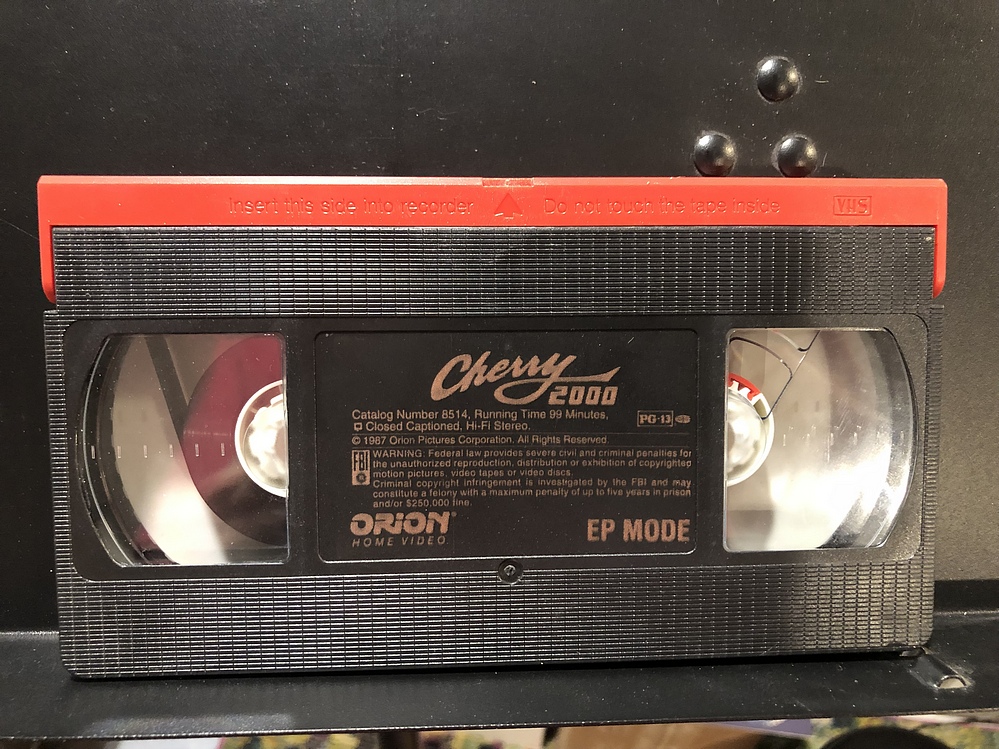 Insert this side into recorder Do not touch the tape inside VHS
Cherry
2000
Catalog Number 8514, Running Time 99 Minutes,
Closed Captioned, Hi-Fi Stereo.
PG-13
© 1987 Orion Pictures Corporation. All Rights Reserved.
FBI
WARNING: Federal law provides severe civil and criminal penalties for
the unauthorized reproduction, distribution or exhibition of copyrighted
motion pictures, video tapes or video discs.
Criminal copyright infringement is investigated by the FBI and may
constitute a felony with a maximum penalty of up to five years in prison
and/or $250,000 fine.
ORION®
HOME VIDEO
EP MODE